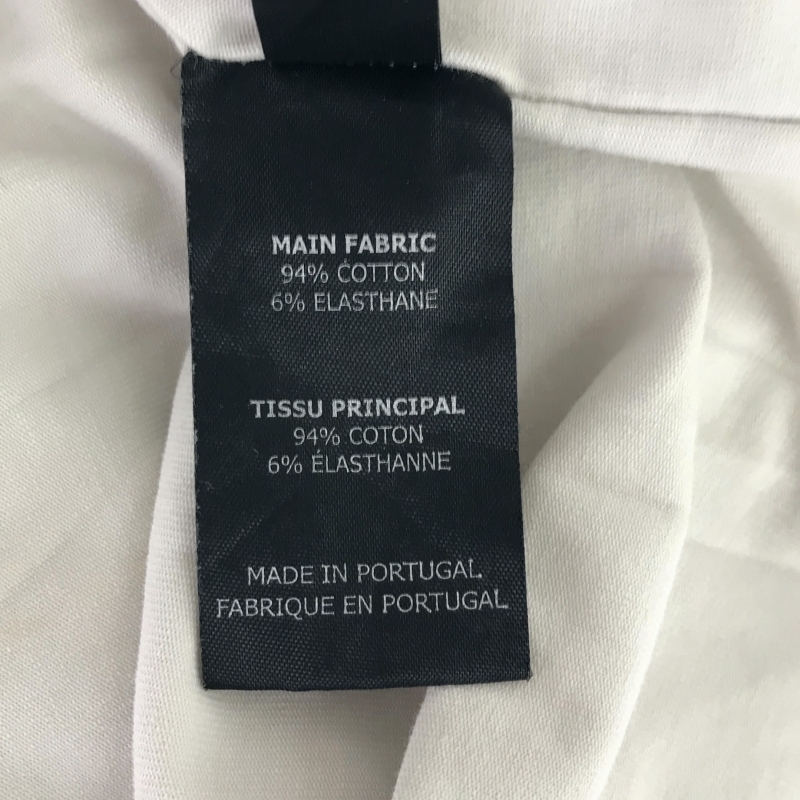 MAIN FABRIC
94% COTTON
6% ELASTHANE
TISSU PRINCIPAL
94% COTON
6% ÉLASTHANNE
MADE IN PORTUGAL
FABRIQUE EN PORTUGAL